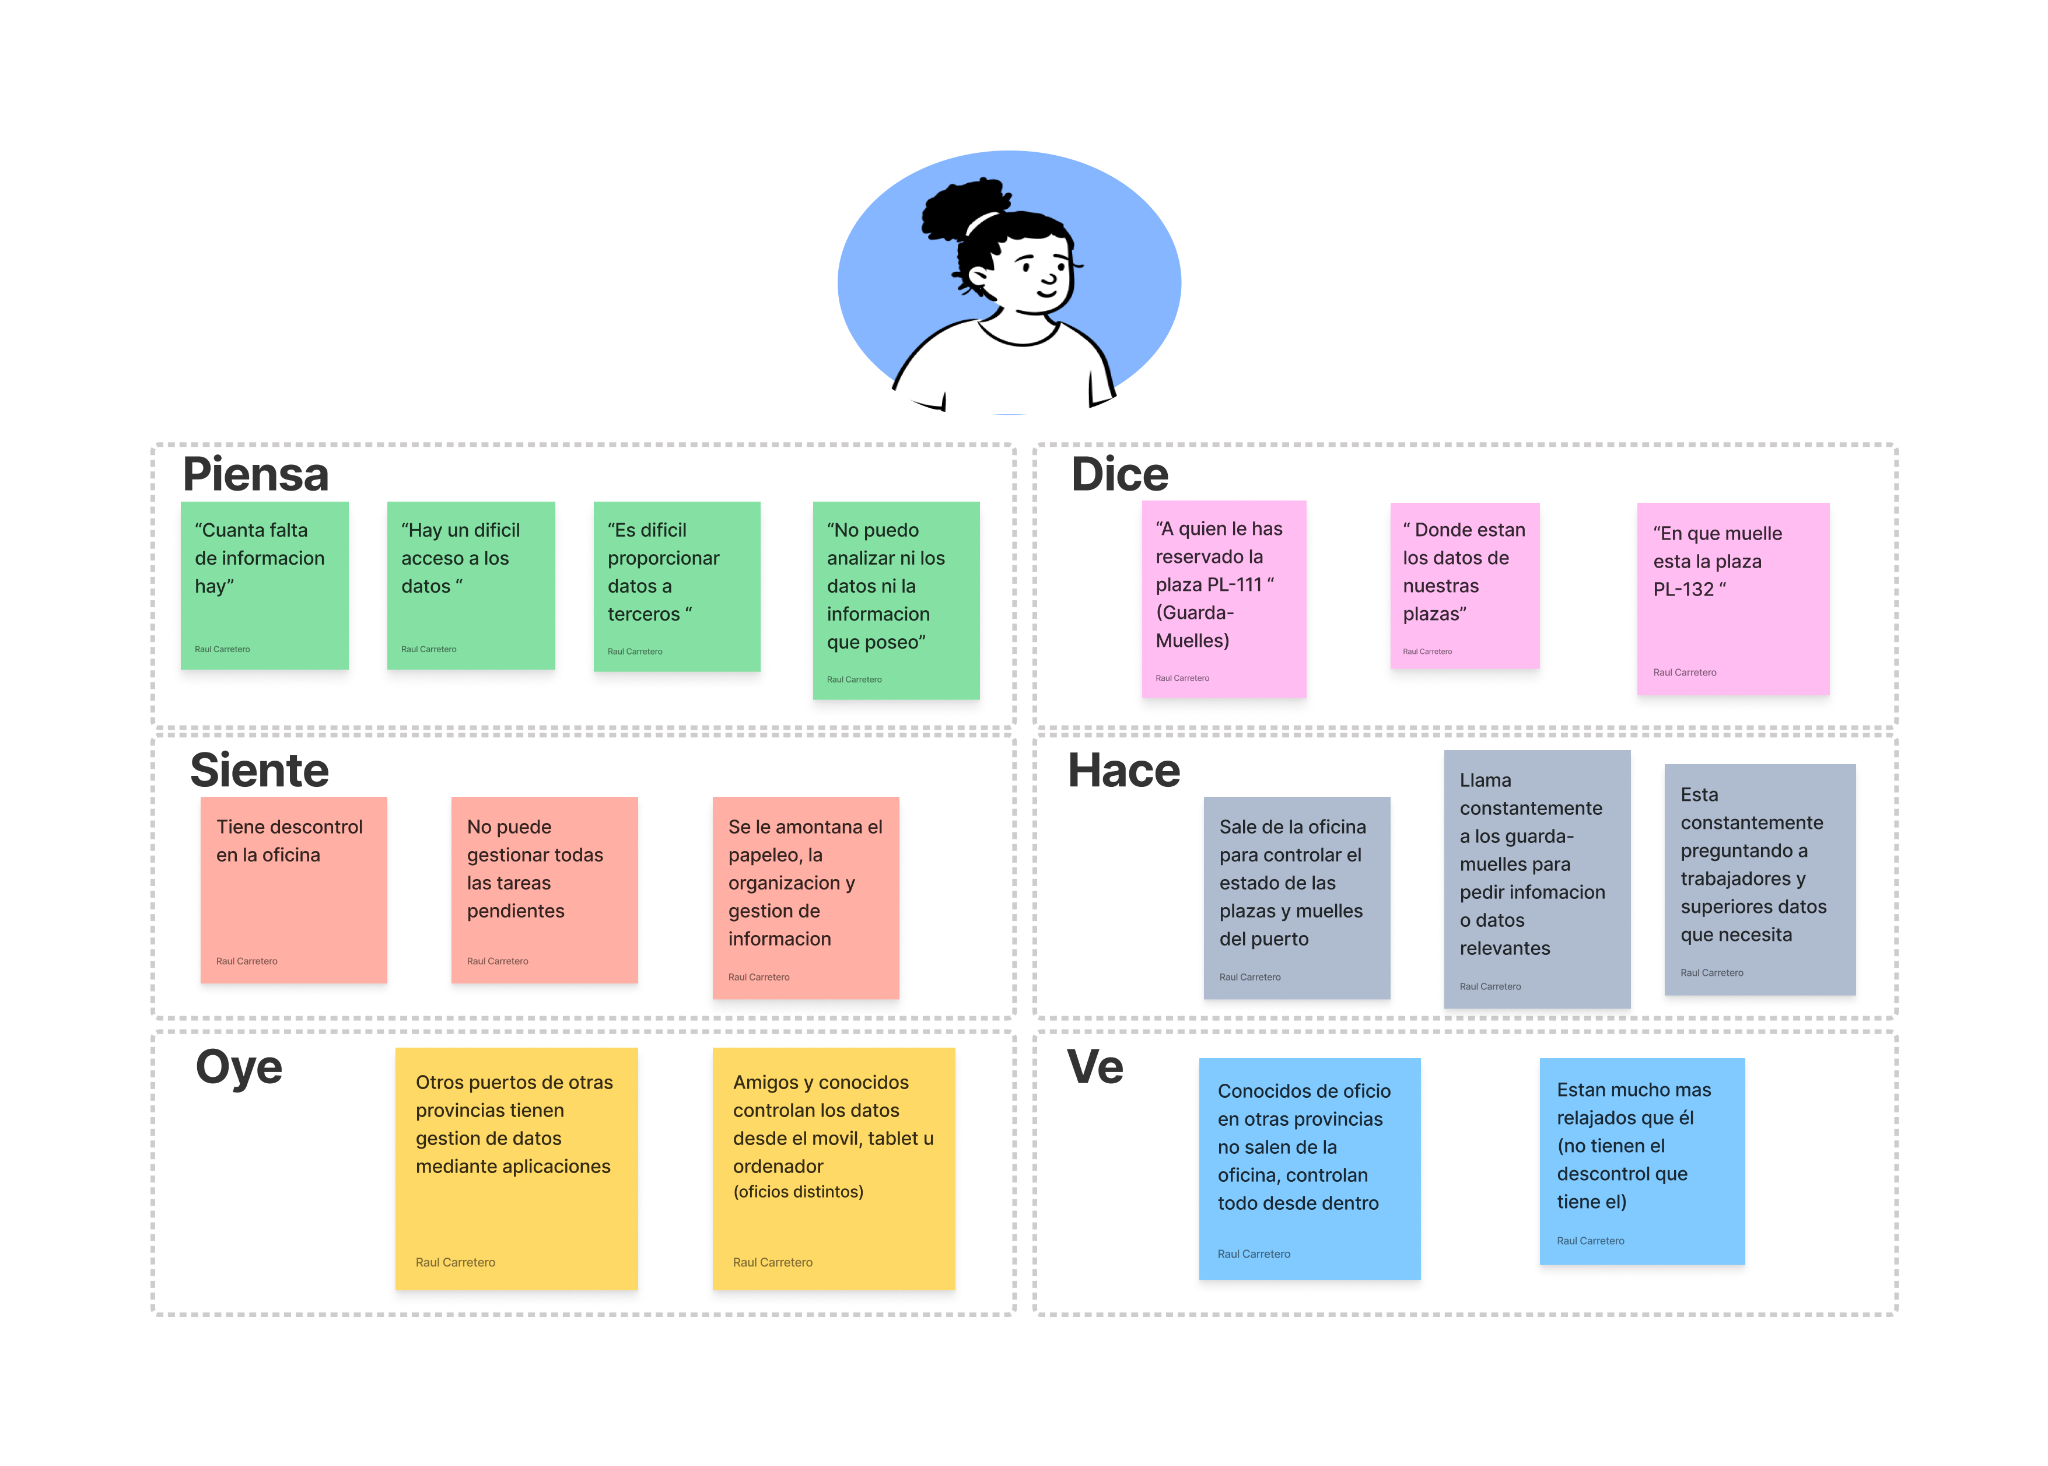 Piensa
“Cuanta falta
de informacion
hay”
Raul Carretero
“Hay un dificil
acceso a los
datos “
Raul Carretero
“Es dificil
proporcionar
datos a
terceros “
Raul Carretero
“No puedo
analizar ni los
datos ni la
informacion
que poseo”
Raul Carretero
Dice
“A quien le has
reservado la
plaza PL-111 “
(Guarda-
Muelles)
Raul Carretero
“ Donde estan
los datos de
nuestras
plazas”
Raul Carretero
“En que muelle
esta la plaza
PL-132 “
Raul Carretero
Siente
Tiene descontrol
en la oficina
Raul Carretero
No puede
gestionar todas
las tareas
pendientes
Raul Carretero
Se le amontana el
papeleo, la
organizacion y
gestion de
informacion
Raul Carretero
Hace
Sale de la oficina
para controlar el
estado de las
plazas y muelles
del puerto
Raul Carretero
Llama
constantemente
a los guarda-
muelles para
pedir infomacion
o datos
relevantes
Raul Carretero
Esta
constantemente
preguntando a
trabajadores y
superiores datos
que necesita
Raul Carretero
Oye
Otros puertos de otras
provincias tienen
gestion de datos
mediante aplicaciones
Raul Carretero
Amigos y conocidos
controlan los datos
desde el movil, tablet u
ordenador
(oficios distintos)
Raul Carretero
Ve
Conocidos de oficio
en otras provincias
no salen de la
oficina, controlan
todo desde dentro
Raul Carretero
Estan mucho mas
relajados que él
(no tienen el
descontrol que
tiene el)
Raul Carretero